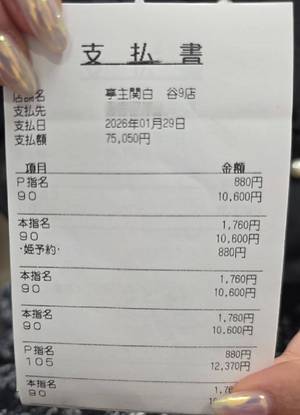 支払書
店舗名 亭主関白 谷9店
支払先
支払日 2026年01月29日
支払額 75,050円
項目 金額
P指名 880円
90 10,600円
本指名 1,760円
90 10,600円
・姫予約・ 880円
本指名 1,760円
90 10,600円
本指名 1,760円
90 10,600円
P指名 880円
105 12,370円
本指名
90